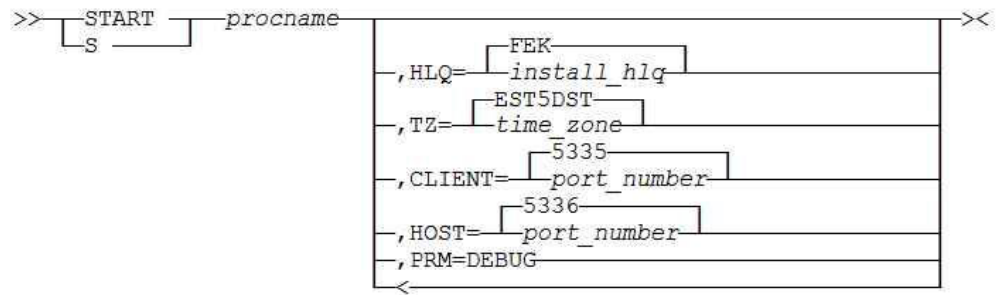 >> START procname ><
S
FEK
,HLQ= install_hlq
EST5DST
,TZ= time_zone
5335
,CLIENT= port_number
5336
,HOST= port_number
,PRM=DEBUG
<